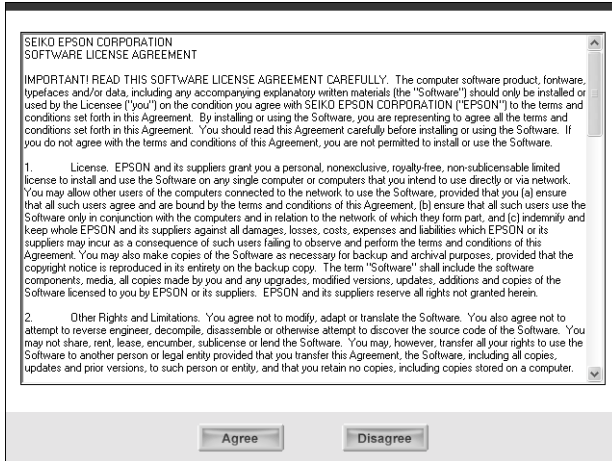 SEIKO EPSON CORPORATION
SOFTWARE LICENSE AGREEMENT
IMPORTANT! READ THIS SOFTWARE LICENSE AGREEMENT CAREFULLY. The computer software product, fontware,
typefaces and/or data, including any accompanying explanatory written materials (the "Software") should only be installed or
used by the Licensee ("you") on the condition you agree with SEIKO EPSON CORPORATION ("EPSON") to the terms and
conditions set forth in this Agreement. By installing or using the Software, you are representing to agree all the terms and
conditions set forth in this Agreement. You should read this Agreement carefully before installing or using the Software. If
you do not agree with the terms and conditions of this Agreement, you are not permitted to install or use the Software.
1. License. EPSON and its suppliers grant you a personal, nonexclusive, royalty-free, non-sublicensable limited
license to install and use the Software on any single computer or computers that you intend to use directly or via network.
You may allow other users of the computers connected to the network to use the Software, provided that you (a) ensure
that all such users agree and are bound by the terms and conditions of this Agreement, (b) ensure that all such users use the
Software only in conjunction with the computers and in relation to the network of which they form part, and (c) indemnify and
keep whole EPSON and its suppliers against all damages, losses, costs, expenses and liabilities which EPSON or its
suppliers may incur as a consequence of such users failing to observe and perform the terms and conditions of this
Agreement. You may also make copies of the Software as necessary for backup and archival purposes, provided that the
copyright notice is reproduced in its entirety on the backup copy. The term "Software" shall include the software
components, media, all copies made by you and any upgrades, modified versions, updates, additions and copies of the
Software licensed to you by EPSON or its suppliers. EPSON and its suppliers reserve all rights not granted herein.
2. Other Rights and Limitations. You agree not to modify, adapt or translate the Software. You also agree not to
attempt to reverse engineer, decompile, disassemble or otherwise attempt to discover the source code of the Software. You
may not share, rent, lease, encumber, sublicense or lend the Software. You may, however, transfer all your rights to use the
Software to another person or legal entity provided that you transfer this Agreement, the Software, including all copies,
updates and prior versions, to such person or entity, and that you retain no copies, including copies stored on a computer.
Agree Disagree